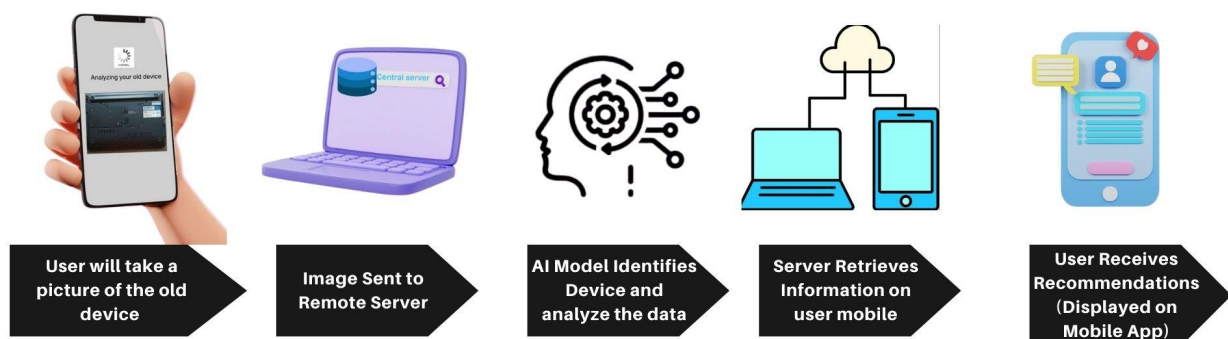 Analyzing your old device
Central server
User will take a
picture of the old
device
Image Sent to
Remote Server
AI Model Identifies
Device and
analyze the data
Server Retrieves
Information on
user mobile
User Receives
Recommendations
(Displayed on
Mobile App)